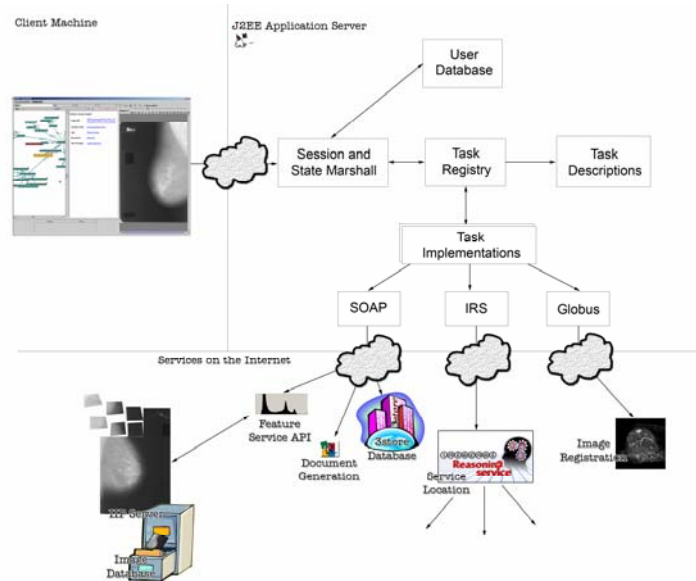 Client Machine
J2EE Application Server
User
Database
Session and
State Marshall
Task
Registry
Task
Descriptions
Task
Implementations
SOAP
IRS
Globus
Services on the Internet
Feature
Service API
3store
Database
3store
Document
Generation
Reasoning
service
Service
Location
Image
Registration
IIP Server
Image
Database